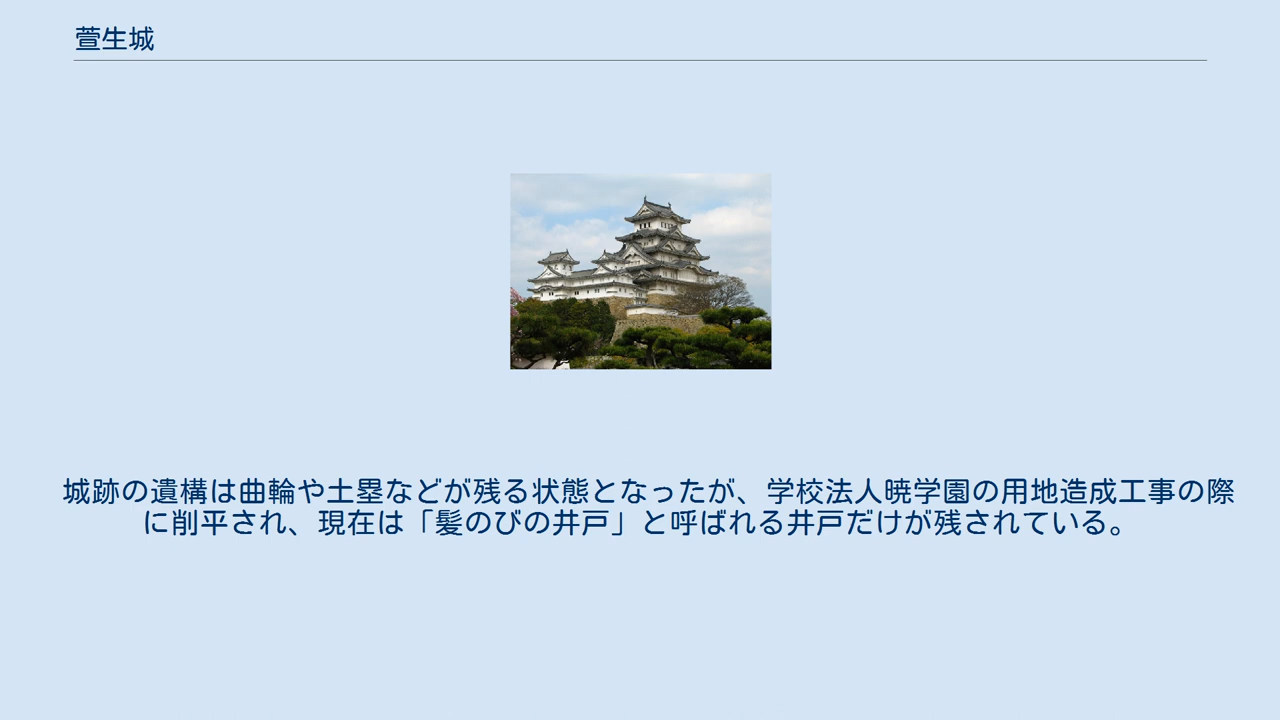 萱生城
城跡の遺構は曲輪や土塁などが残る状態となったが、学校法人暁学園の用地造成工事の際
に削平され、現在は「髪のびの井戸」と呼ばれる井戸だけが残されている。